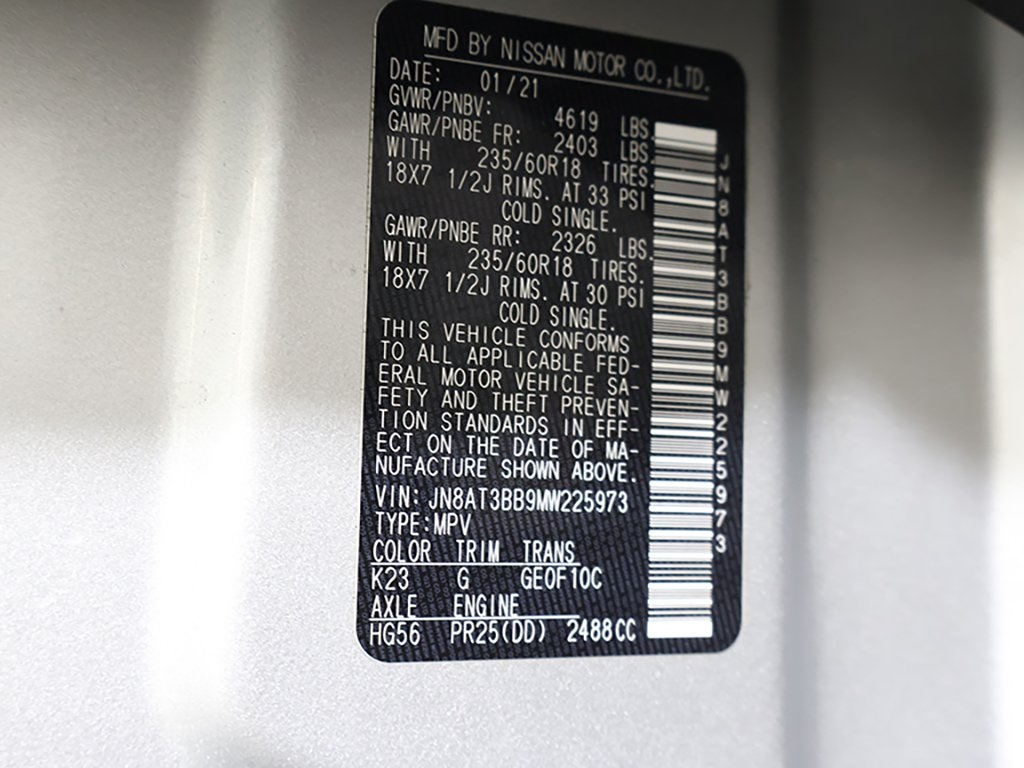 MFD BY NISSAN MOTOR CO.,LTD.
DATE: 01/21
GVWR/PNBV: 4619 LBS.
GAWR/PNBE FR: 2403 LBS.
WITH 235/60R18 TIRES.
18X7 1/2J RIMS. AT 33 PSI
COLD SINGLE.
GAWR/PNBE RR: 2326 LBS.
WITH 235/60R18 TIRES.
18X7 1/2J RIMS. AT 30 PSI
COLD SINGLE.
THIS VEHICLE CONFORMS
TO ALL APPLICABLE FED-
ERAL MOTOR VEHICLE SA-
FETY AND THEFT PREVEN-
TION STANDARDS IN EFF-
ECT ON THE DATE OF MA-
NUFACTURE SHOWN ABOVE.
VIN: JN8AT3BB9MW225973
TYPE:MPV
COLOR TRIM TRANS
K23 G GE0F10C
AXLE ENGINE
HG56 PR25(DD) 2488CC
JN8AT3BB9MW225973